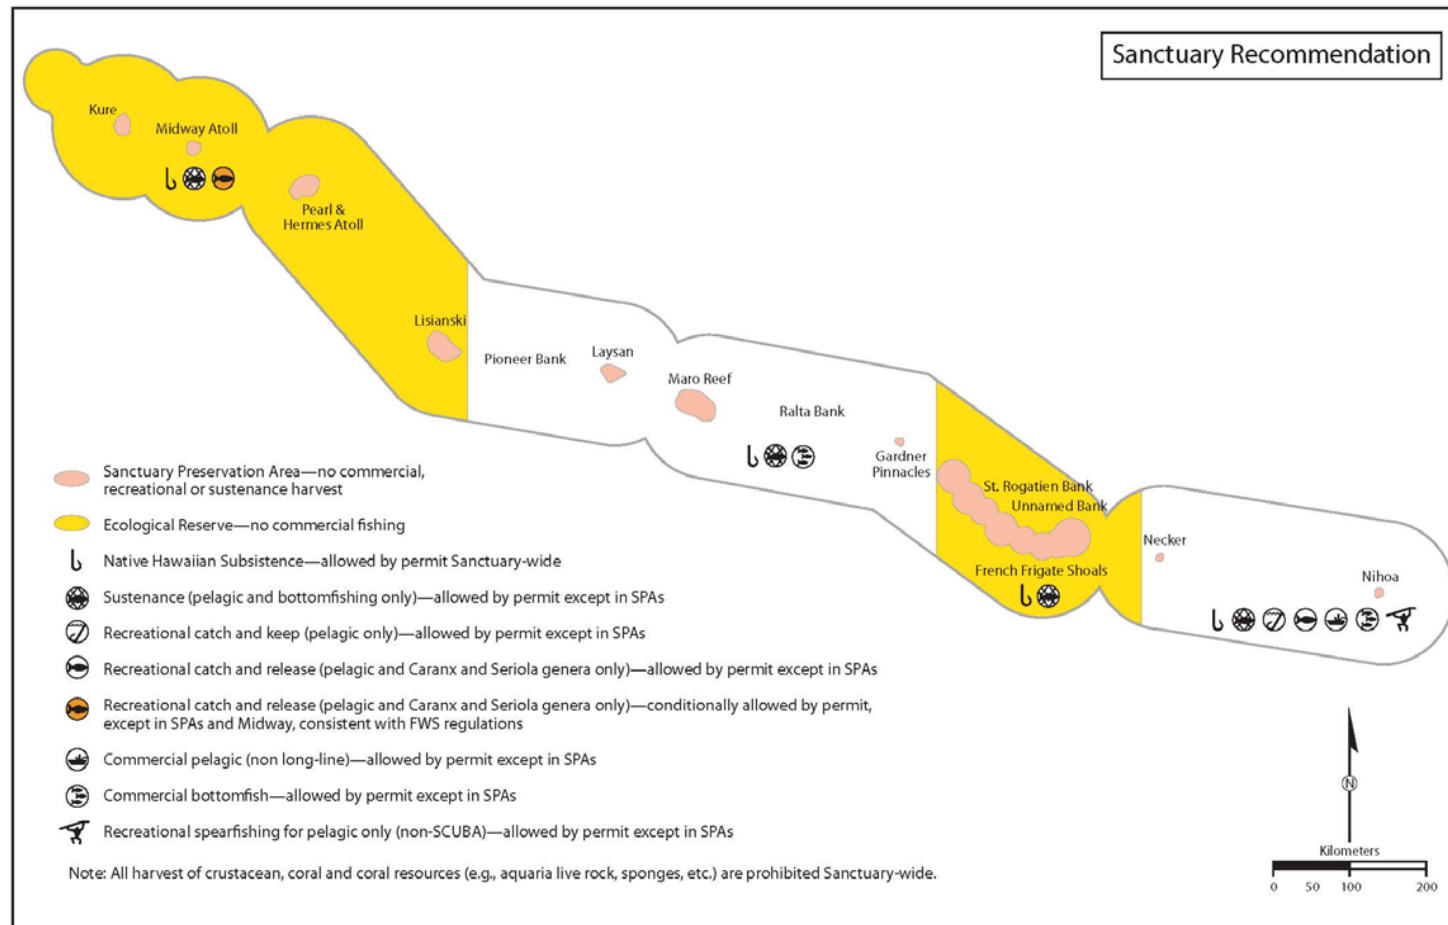 Sanctuary Recommendation
Kure
Midway Atoll
Pearl &
Hermes Atoll
Lisianski
Pioneer Bank
Laysan
Maro Reef
Ralta Bank
Gardner
Pinnacles
St. Rogatien Bank
Unnamed Bank
French Frigate Shoals
Necker
Nihoa
Sanctuary Preservation Area—no commercial,
recreational or sustenance harvest
Ecological Reserve—no commercial fishing
Native Hawaiian Subsistence—allowed by permit Sanctuary-wide
Sustenance (pelagic and bottomfishing only)—allowed by permit except in SPAs
Recreational catch and keep (pelagic only)—allowed by permit except in SPAs
Recreational catch and release (pelagic and Caranx and Seriola genera only)—allowed by permit except in SPAs
Recreational catch and release (pelagic and Caranx and Seriola genera only)—conditionally allowed by permit,
except in SPAs and Midway, consistent with FWS regulations
Commercial pelagic (non long-line)—allowed by permit except in SPAs
Commercial bottomfish—allowed by permit except in SPAs
Recreational spearfishing for pelagic only (non-SCUBA)—allowed by permit except in SPAs
Note: All harvest of crustacean, coral and coral resources (e.g., aquaria live rock, sponges, etc.) are prohibited Sanctuary-wide.
N
Kilometers
0 50 100 200